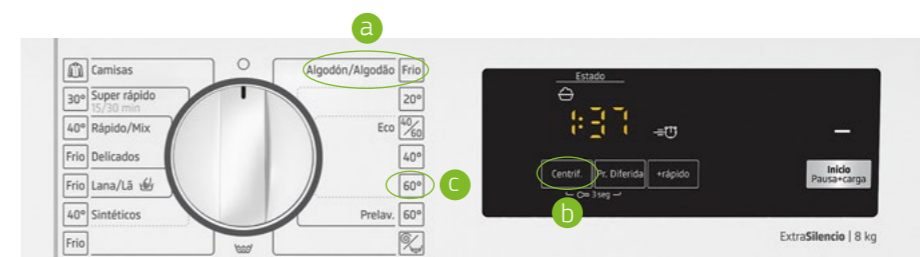 a
Camisas
30° Super rápido
15/30 min
40° Rápido/Mix
Frio Delicados
Frio Lana/Lã
40° Sintéticos
Frio
Algodón/Algodão Frio
20°
Eco 40/60
40°
60° c
Prelav. 60°
Estado
1:37
Centrif. Pr. Diferida +rápido
3 seg
b
Inicio
Pausa+carga
ExtraSilencio | 8 kg